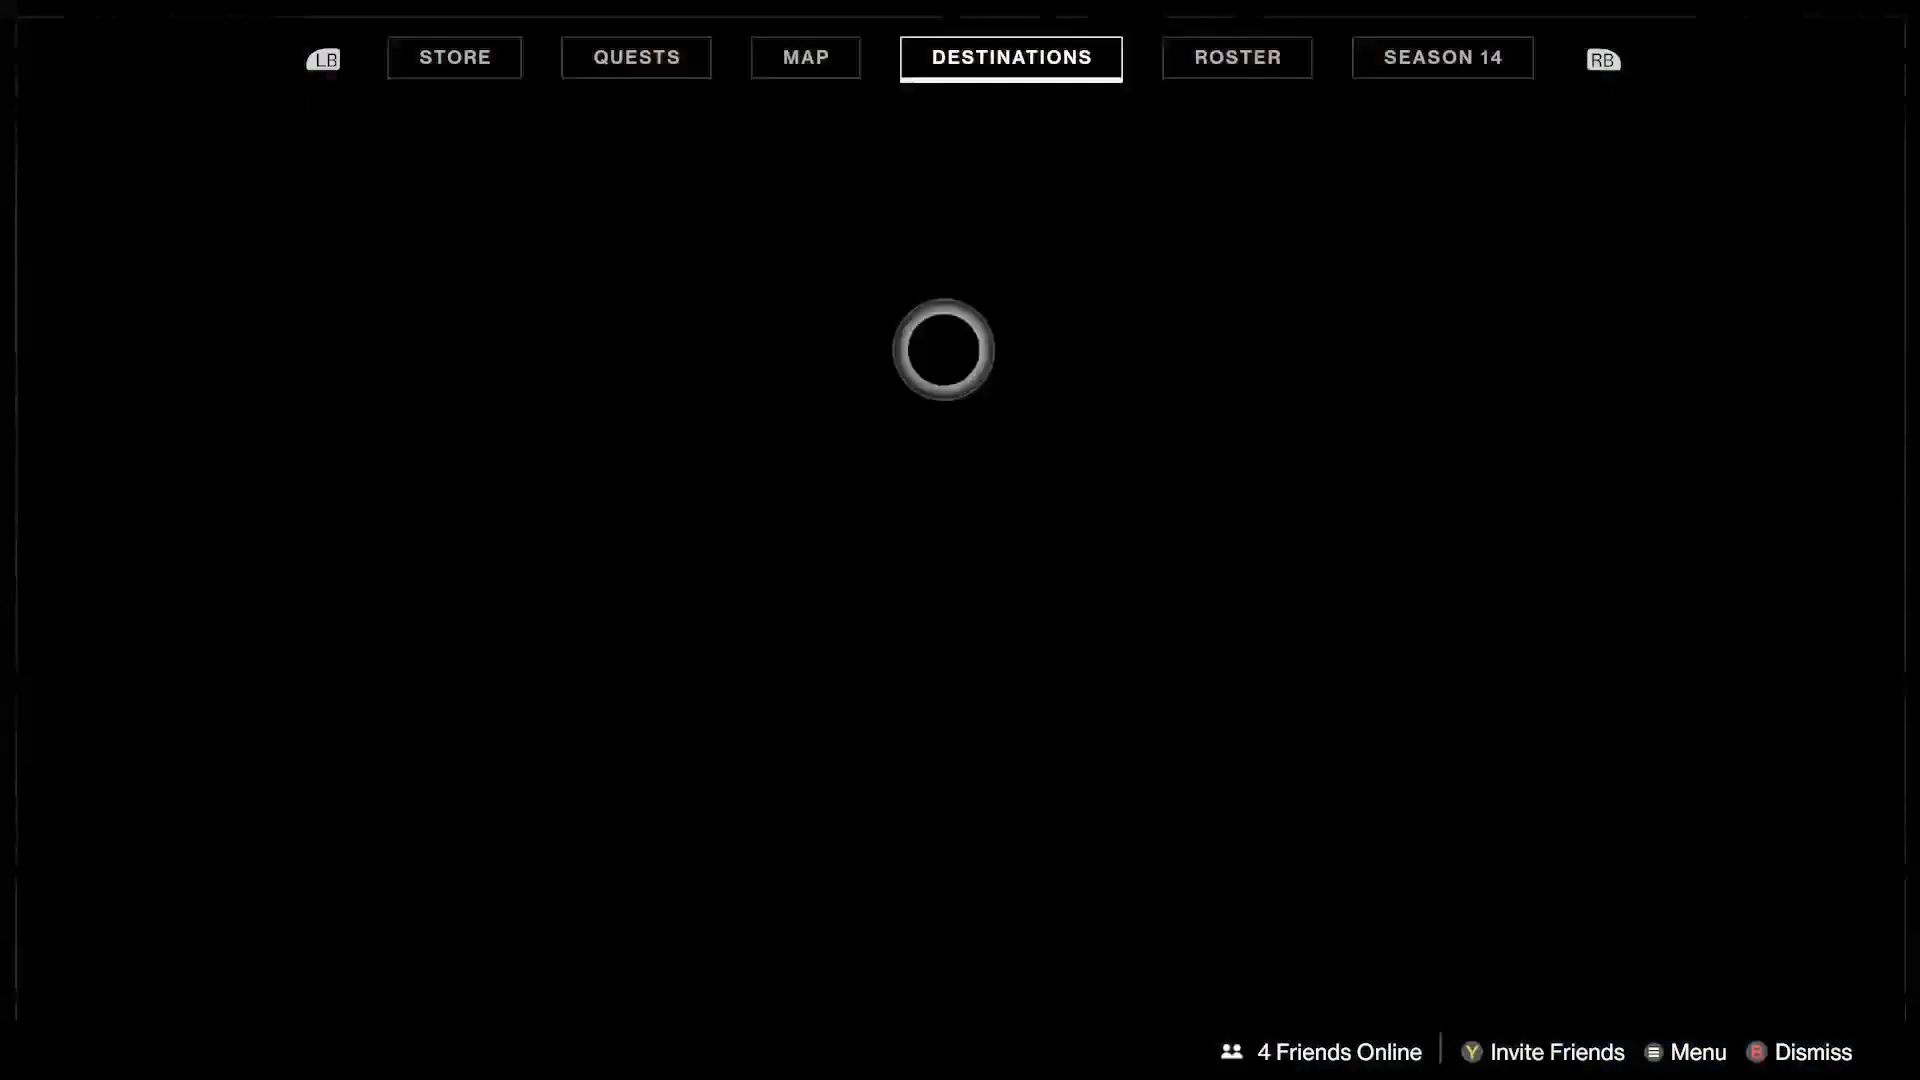 LB STORE QUESTS MAP DESTINATIONS ROSTER SEASON 14 RB
4 Friends Online Y Invite Friends Menu B Dismiss